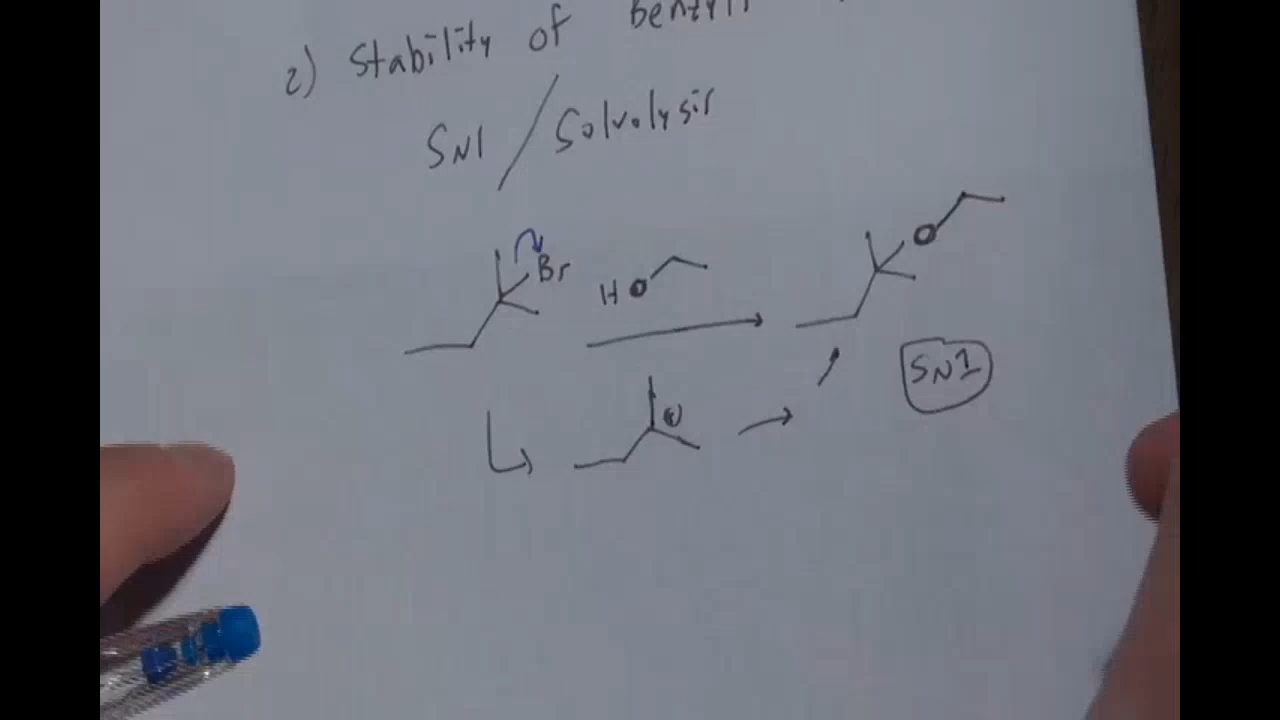 2) Stability of
SN1 / Solvolysis
Br
HO
O
SN1
⊕